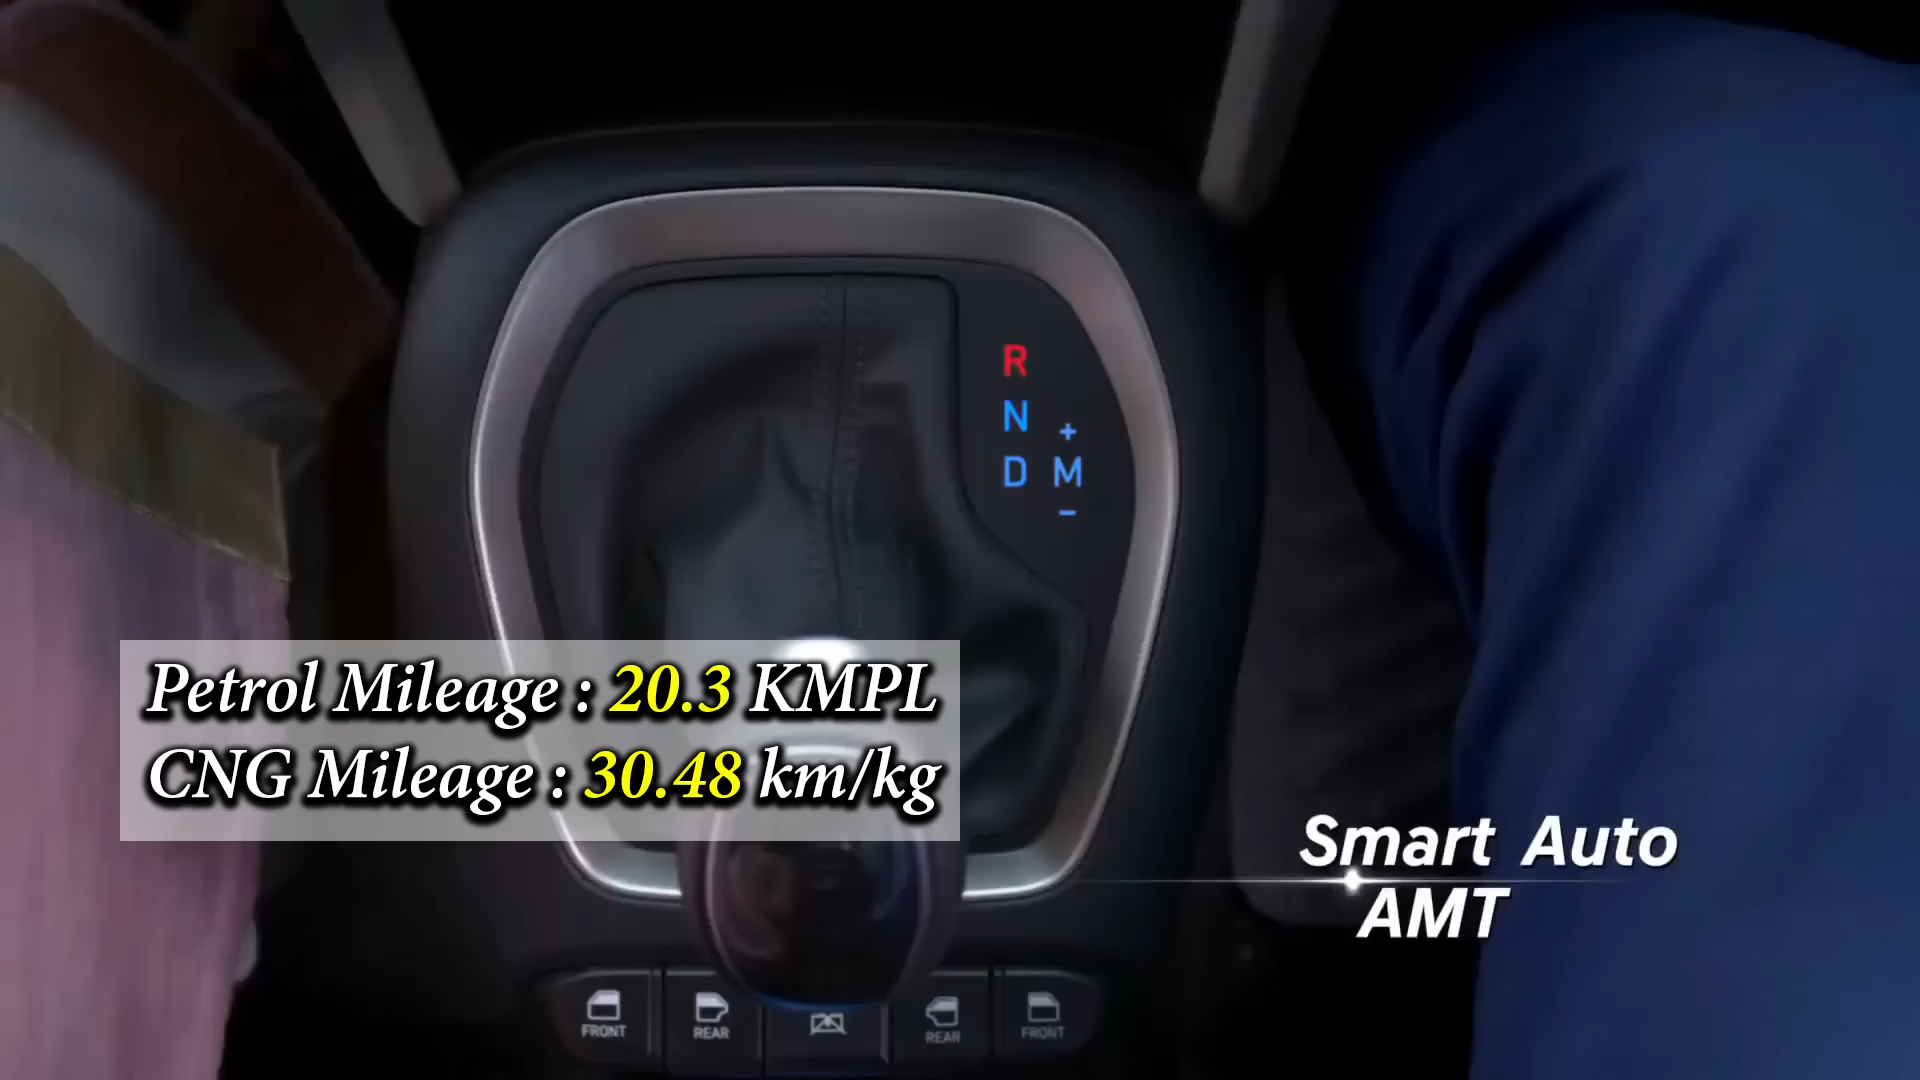 R
N
+
D M
-
Petrol Mileage : 20.3 KMPL
CNG Mileage : 30.48 km/kg
Smart Auto
AMT
FRONT REAR REAR FRONT